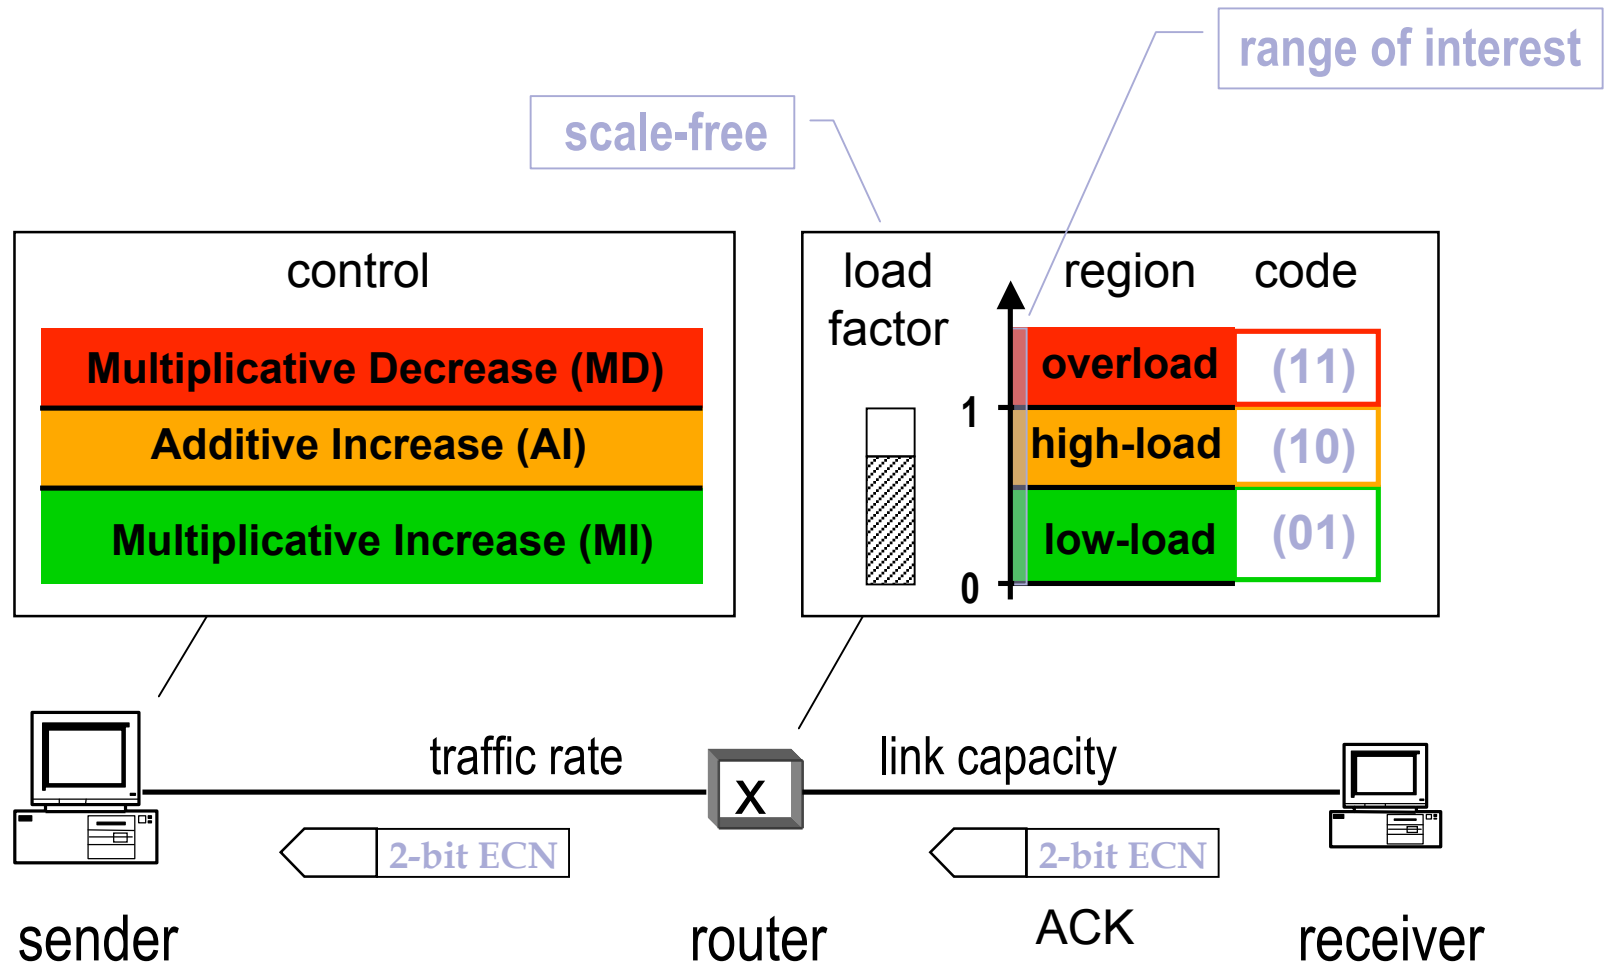 range of interest
scale-free
control
Multiplicative Decrease (MD)
Additive Increase (AI)
Multiplicative Increase (MI)
load
factor
region
code
1
0
overload
(11)
high-load
(10)
low-load
(01)
traffic rate
X
link capacity
2-bit ECN
2-bit ECN
ACK
sender
router
receiver